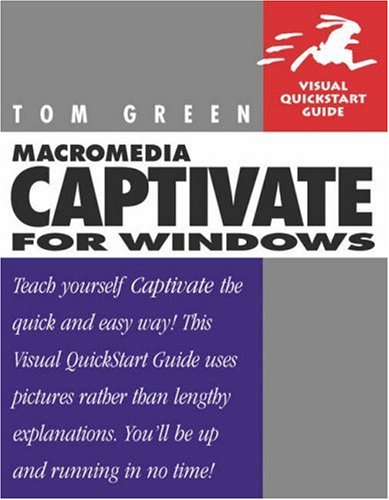 VISUAL
QUICKSTART
GUIDE
TOM GREEN
MACROMEDIA
CAPTIVATE
FOR WINDOWS
Teach yourself Captivate the
quick and easy way! This
Visual QuickStart Guide uses
pictures rather than lengthy
explanations. You'll be up
and running in no time!